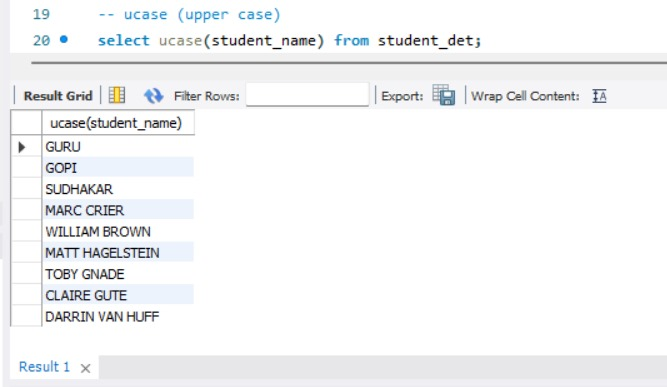 19 -- ucase (upper case)
20 select ucase(student_name) from student_det;
Result Grid Filter Rows: Export: Wrap Cell Content: IA
ucase(student_name)
GURU
GOPI
SUDHAKAR
MARC CRIER
WILLIAM BROWN
MATT HAGELSTEIN
TOBY GNADE
CLAIRE GUTE
DARRIN VAN HUFF
Result 1 ×